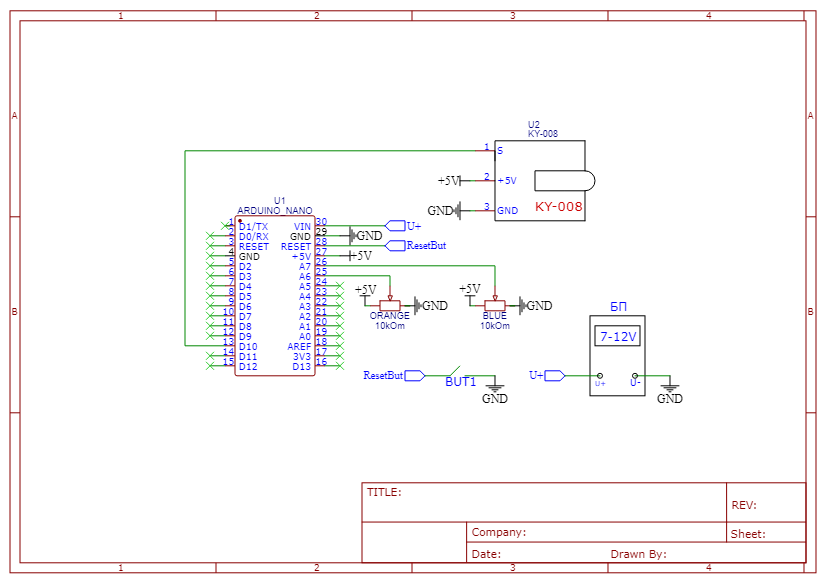 1 2 3 4
A A
U2
KY-008
1 S
2 +5V
+5V
3 GND
GND
KY-008
U1
ARDUINO_NANO
1 D1/TX VIN 30 U+
2 D0/RX GND 29 GND
3 RESET RESET 28 ResetBut
4 GND +5V 27 +5V
5 D2 A7 26
6 D3 A6 25
7 D4 A5 24
8 D5 A4 23
9 D6 A3 22
10 D7 A2 21
11 D8 A1 20
12 D9 A0 19
13 D10 AREF 18
14 D11 3V3 17
15 D12 D13 16
+5V GND
ORANGE
10kOm
+5V GND
BLUE
10kOm
B B
БП
7-12V
U+ U-
U+ GND
ResetBut BUT1 GND
TITLE:
REV:
Company: Sheet:
Date: Drawn By:
1 2 3 4